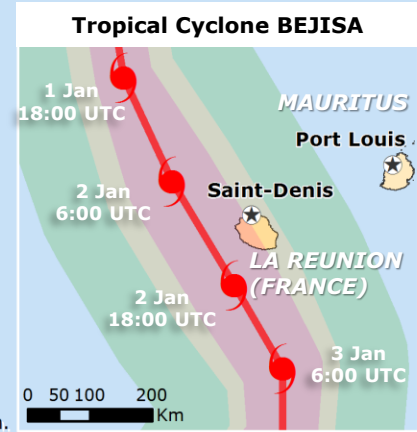 Tropical Cyclone BEJISA
1 Jan
18:00 UTC
MAURITUS
Port Louis
2 Jan
6:00 UTC
Saint-Denis
LA REUNION
(FRANCE)
2 Jan
18:00 UTC
3 Jan
6:00 UTC
0 50 100 200
Km